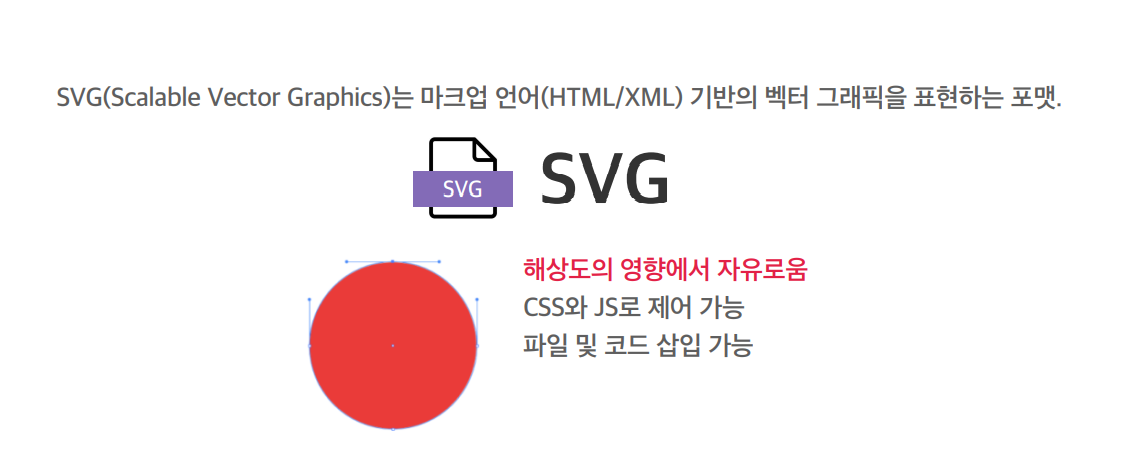 SVG(Scalable Vector Graphics)는 마크업 언어(HTML/XML) 기반의 벡터 그래픽을 표현하는 포맷.
SVG
SVG
해상도의 영향에서 자유로움
CSS와 JS로 제어 가능
파일 및 코드 삽입 가능